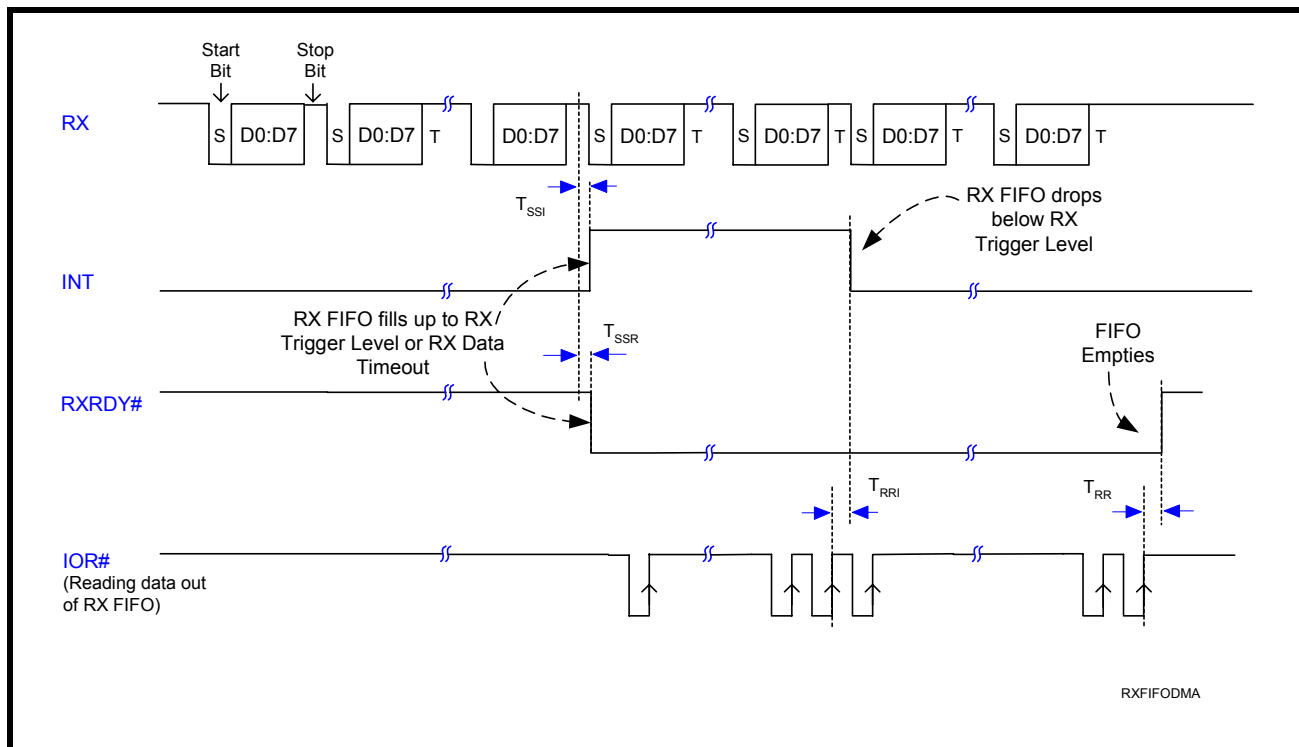 Start
Bit
Stop
Bit
RX
S
D0:D7
S
D0:D7
T
D0:D7
S
D0:D7
T
S
D0:D7
T
S
D0:D7
T
S
D0:D7
T
TSSI
RX FIFO drops
below RX
Trigger Level
INT
RX FIFO fills up to RX
Trigger Level or RX Data
Timeout
TSSR
FIFO
Empties
RXRDY#
TRRI
TRR
IOR#
(Reading data out
of RX FIFO)
RXFIFODMA